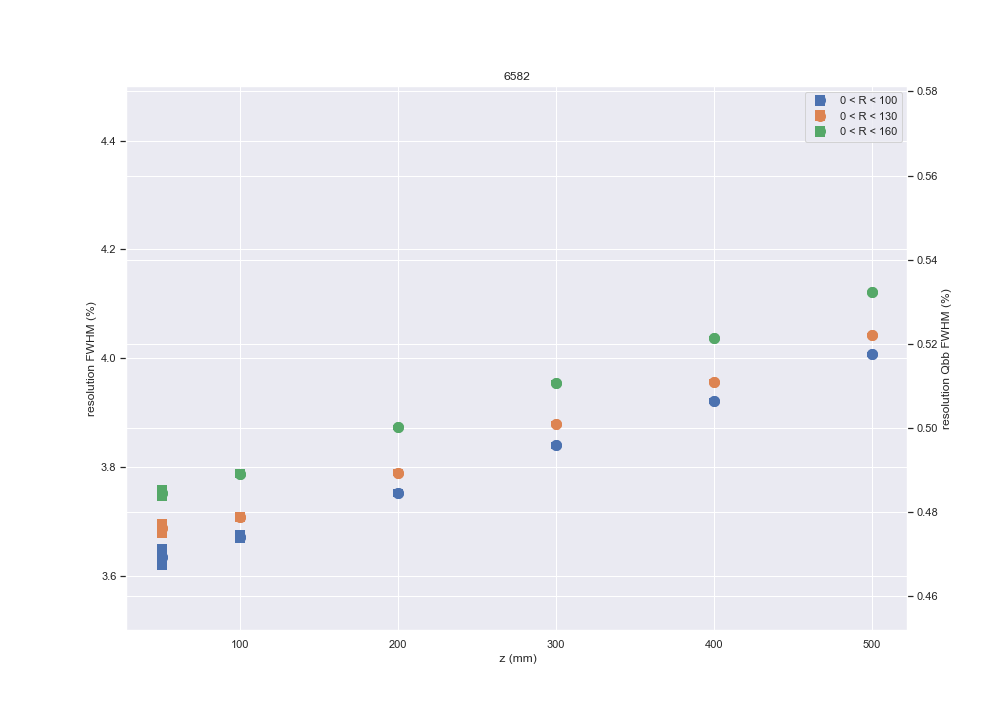 6582
0 < R < 100
0 < R < 130
0 < R < 160
resolution FWHM (%)
4.4
4.2
4.0
3.8
3.6
0.58
0.56
0.54
0.52
0.50
0.48
0.46
resolution Qbb FWHM (%)
100 200 300 400 500
z (mm)